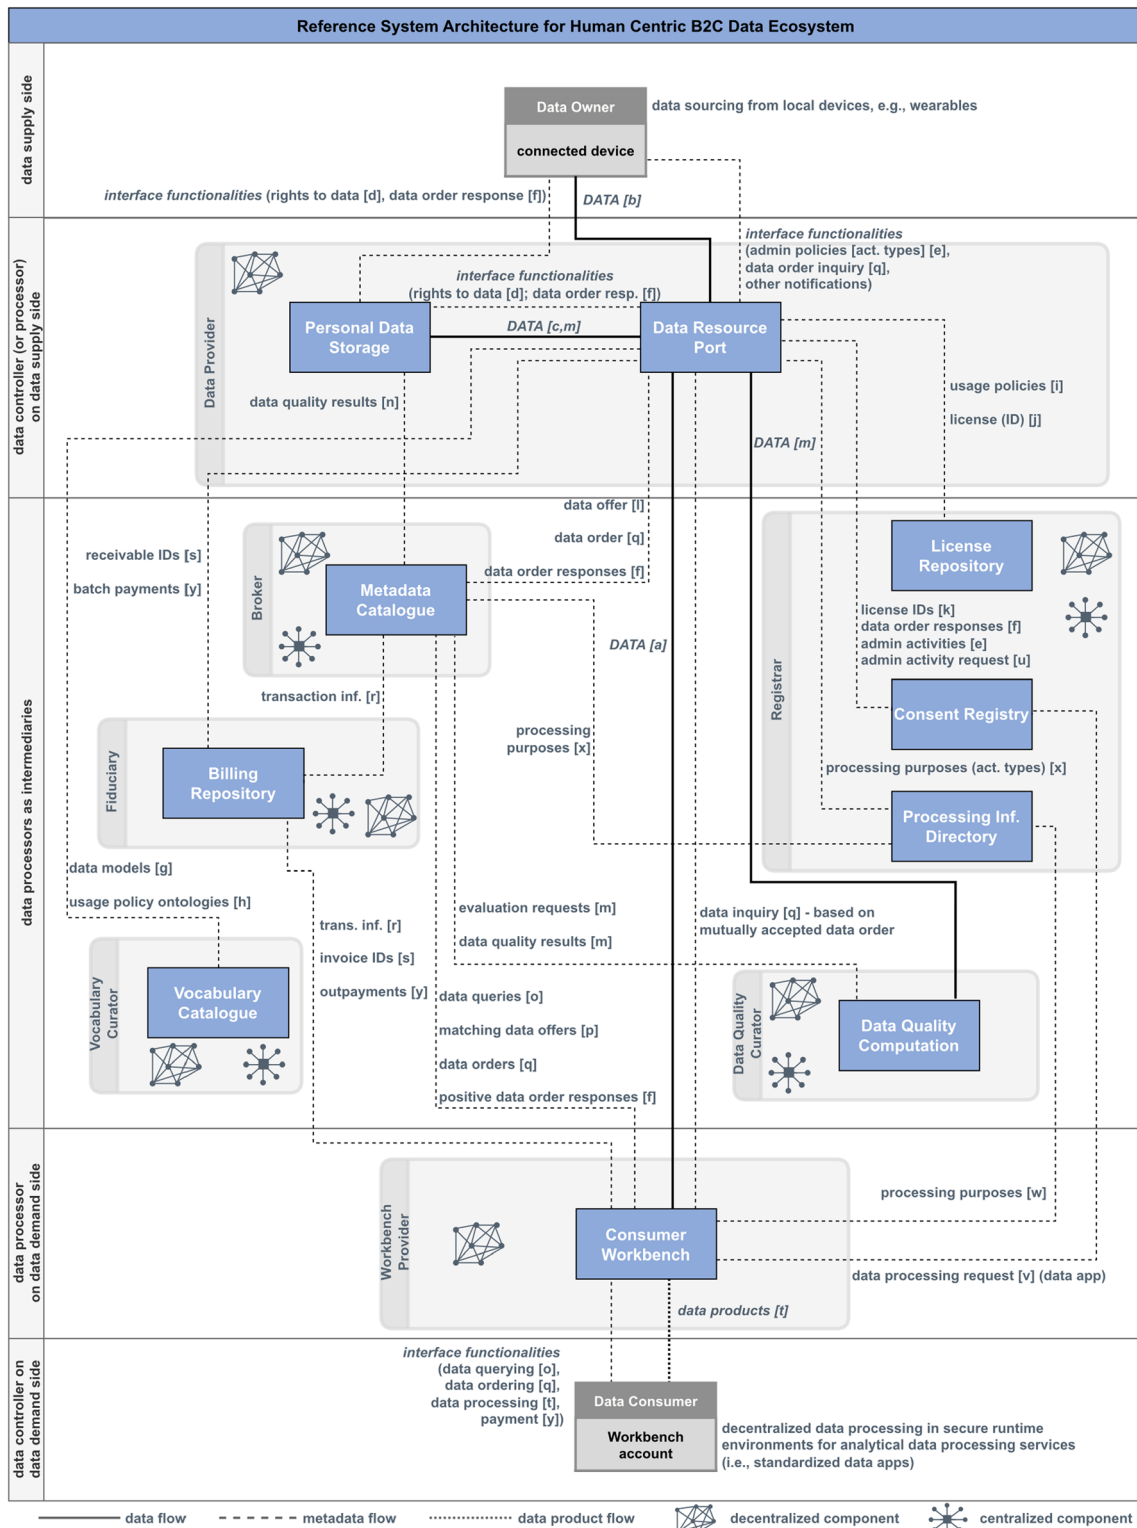 Reference System Architecture for Human Centric B2C Data Ecosystem
data supply side
Data Owner
data sourcing from local devices, e.g., wearables
connected device
interface functionalities (rights to data [d], data order response [f])
DATA [b]
data controller (or processor)
on data supply side
Data Provider
interface functionalities
(admin policies [act. types] [e],
data order inquiry [q],
other notifications)
interface functionalities
(rights to data [d]; data order resp. [f])
Personal Data
Storage
DATA [c,m]
Data Resource
Port
data quality results [n]
usage policies [i]
license (ID) [j]
DATA [m]
data processors as intermediaries
data offer [l]
data order [q]
data order responses [f]
receivable IDs [s]
batch payments [y]
Broker
Metadata
Catalogue
Registrar
License
Repository
license IDs [k]
data order responses [f]
admin activities [e]
admin activity request [u]
DATA [a]
transaction inf. [r]
Consent Registry
processing
purposes [x]
Fiduciary
Billing
Repository
processing purposes (act. types) [x]
Processing Inf.
Directory
data models [g]
usage policy ontologies [h]
evaluation requests [m]
data quality results [m]
data inquiry [q] - based on
mutually accepted data order
trans. inf. [r]
invoice IDs [s]
outpayments [y]
Vocabulary
Curator
Vocabulary
Catalogue
data queries [o]
matching data offers [p]
data orders [q]
positive data order responses [f]
Data Quality
Curator
Data Quality
Computation
data processor
on data demand side
Workbench
Provider
Consumer
Workbench
processing purposes [w]
data processing request [v] (data app)
data products [t]
data controller on
data demand side
interface functionalities
(data querying [o],
data ordering [q],
data processing [t],
payment [y])
Data Consumer
Workbench
account
decentralized data processing in secure runtime
environments for analytical data processing services
(i.e., standardized data apps)
data flow
metadata flow
data product flow
decentralized component
centralized component